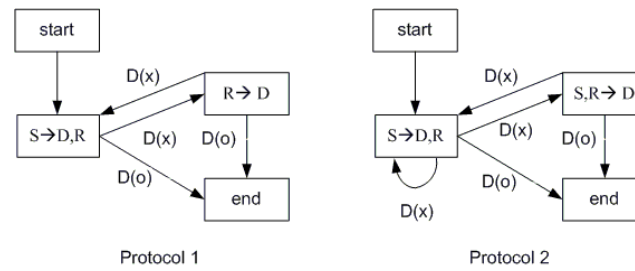 start
D(x)
R→ D
S→D,R
D(x)
D(o)
D(o)
end
Protocol 1
start
D(x)
S,R→ D
S→D,R
D(x)
D(o)
D(o)
end
D(x)
Protocol 2